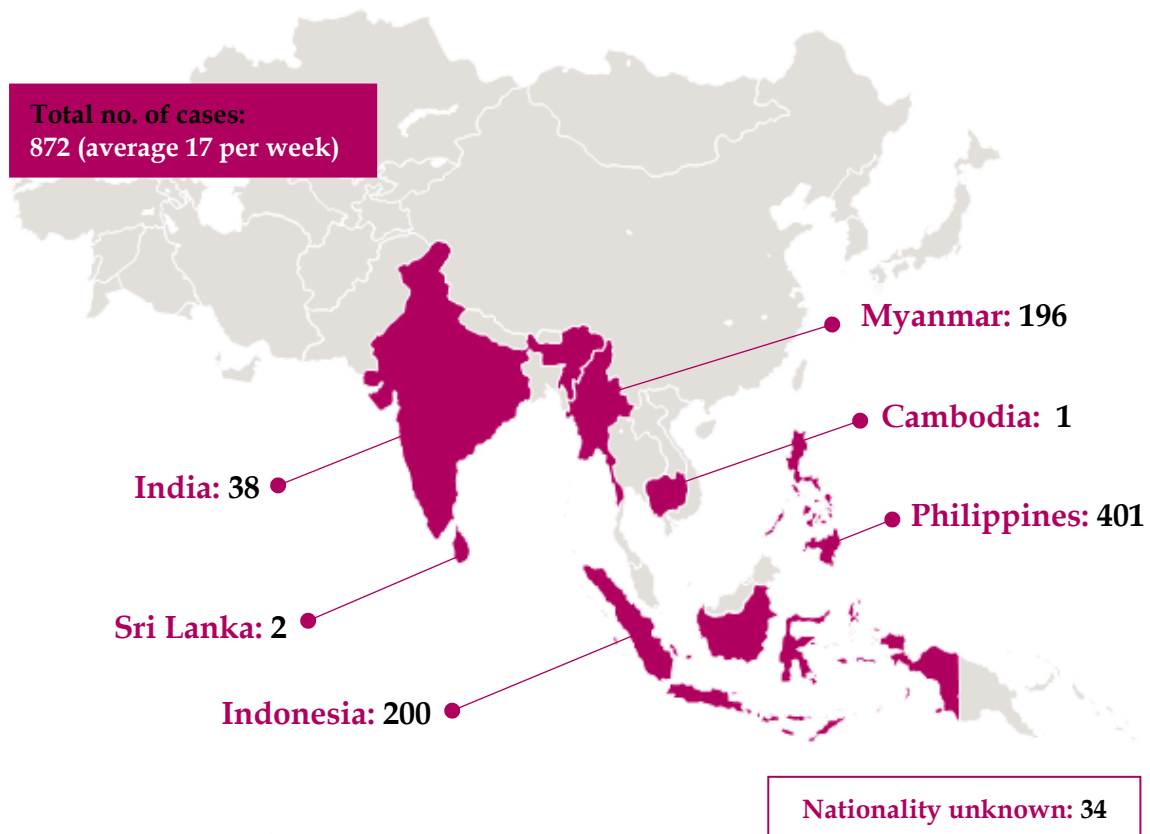 Total no. of cases:
872 (average 17 per week)
Myanmar: 196
Cambodia: 1
India: 38
Philippines: 401
Sri Lanka: 2
Indonesia: 200
Nationality unknown: 34